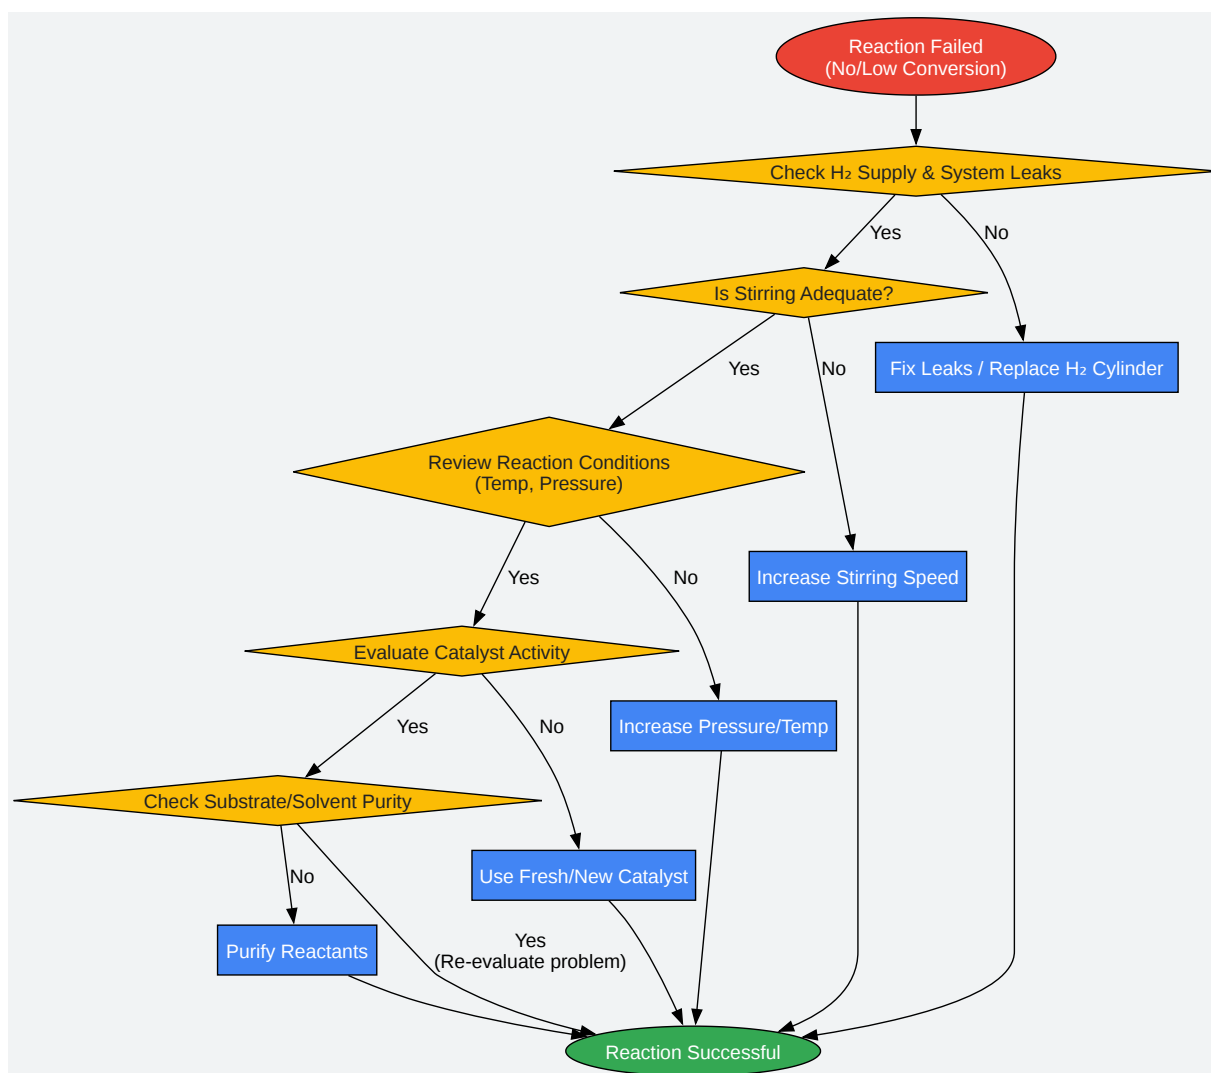 Reaction Failed
(No/Low Conversion)
Check H₂ Supply & System Leaks
Yes
No
Is Stirring Adequate?
Yes
No
Fix Leaks / Replace H₂ Cylinder
Review Reaction Conditions
(Temp, Pressure)
Yes
No
Increase Stirring Speed
Evaluate Catalyst Activity
Yes
No
Increase Pressure/Temp
Check Substrate/Solvent Purity
No
Use Fresh/New Catalyst
Yes
(Re-evaluate problem)
Purify Reactants
Reaction Successful